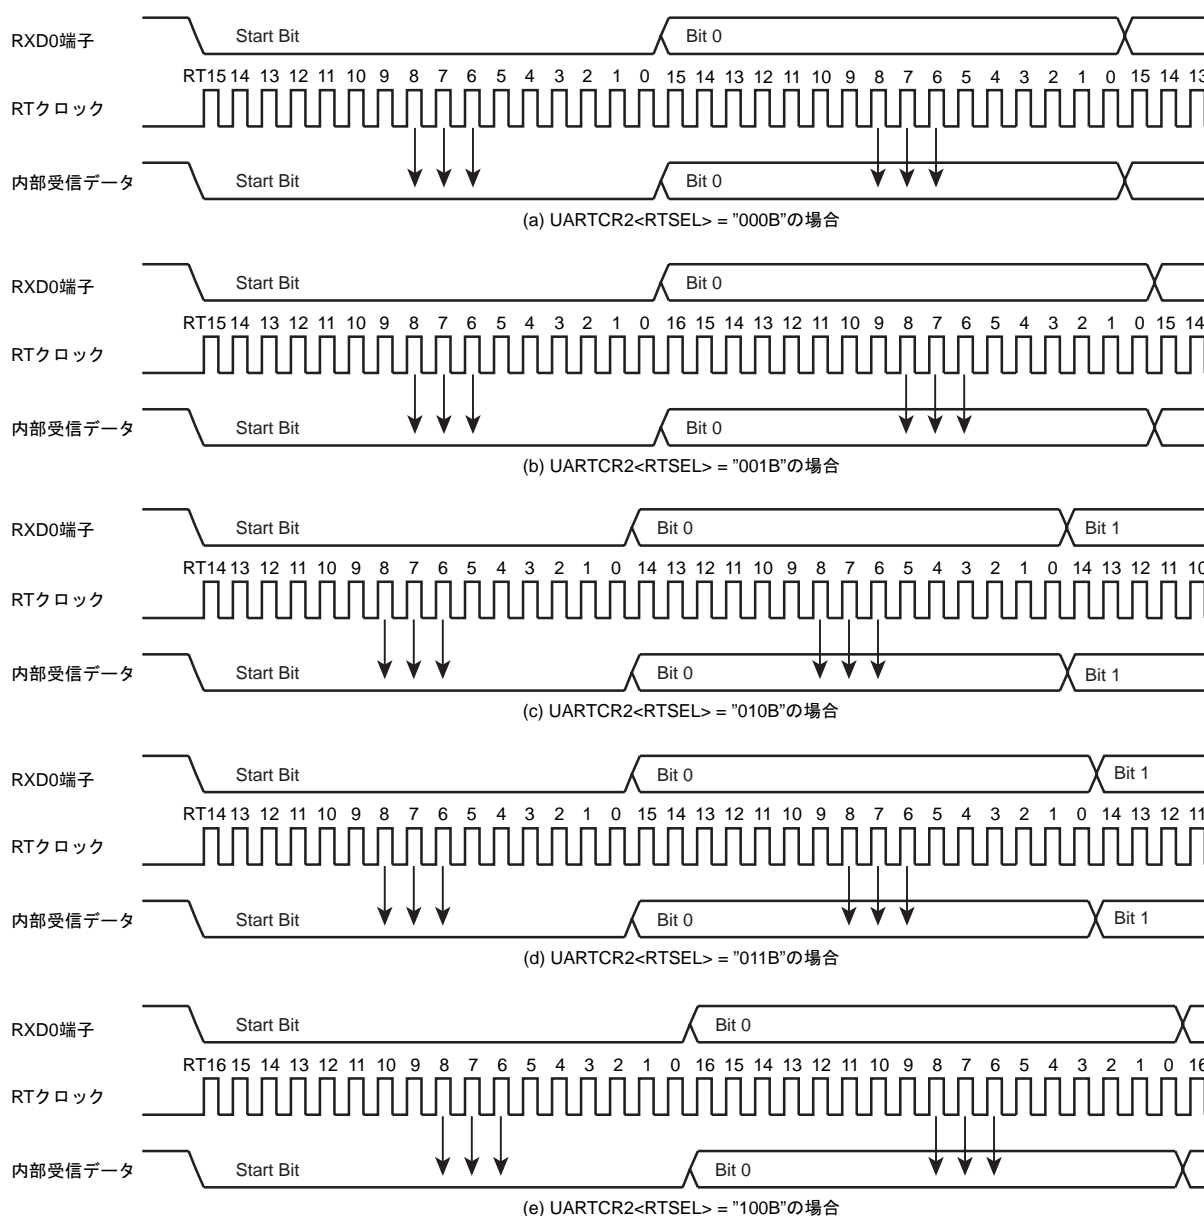 RXD0端子 Start Bit Bit 0
RT15 14 13 12 11 10 9 8 7 6 5 4 3 2 1 0 15 14 13 12 11 10 9 8 7 6 5 4 3 2 1 0 15 14 13
RTクロック
内部受信データ Start Bit Bit 0
(a) UARTCR2<RTSEL> = "000B"の場合
RXD0端子 Start Bit Bit 0
RT15 14 13 12 11 10 9 8 7 6 5 4 3 2 1 0 16 15 14 13 12 11 10 9 8 7 6 5 4 3 2 1 0 15 14
RTクロック
内部受信データ Start Bit Bit 0
(b) UARTCR2<RTSEL> = "001B"の場合
RXD0端子 Start Bit Bit 0 Bit 1
RT14 13 12 11 10 9 8 7 6 5 4 3 2 1 0 14 13 12 11 10 9 8 7 6 5 4 3 2 1 0 14 13 12 11 10
RTクロック
内部受信データ Start Bit Bit 0 Bit 1
(c) UARTCR2<RTSEL> = "010B"の場合
RXD0端子 Start Bit Bit 0 Bit 1
RT14 13 12 11 10 9 8 7 6 5 4 3 2 1 0 15 14 13 12 11 10 9 8 7 6 5 4 3 2 1 0 14 13 12 11
RTクロック
内部受信データ Start Bit Bit 0 Bit 1
(d) UARTCR2<RTSEL> = "011B"の場合
RXD0端子 Start Bit Bit 0
RT16 15 14 13 12 11 10 9 8 7 6 5 4 3 2 1 0 16 15 14 13 12 11 10 9 8 7 6 5 4 3 2 1 0 16
RTクロック
内部受信データ Start Bit Bit 0
(e) UARTCR2<RTSEL> = "100B"の場合